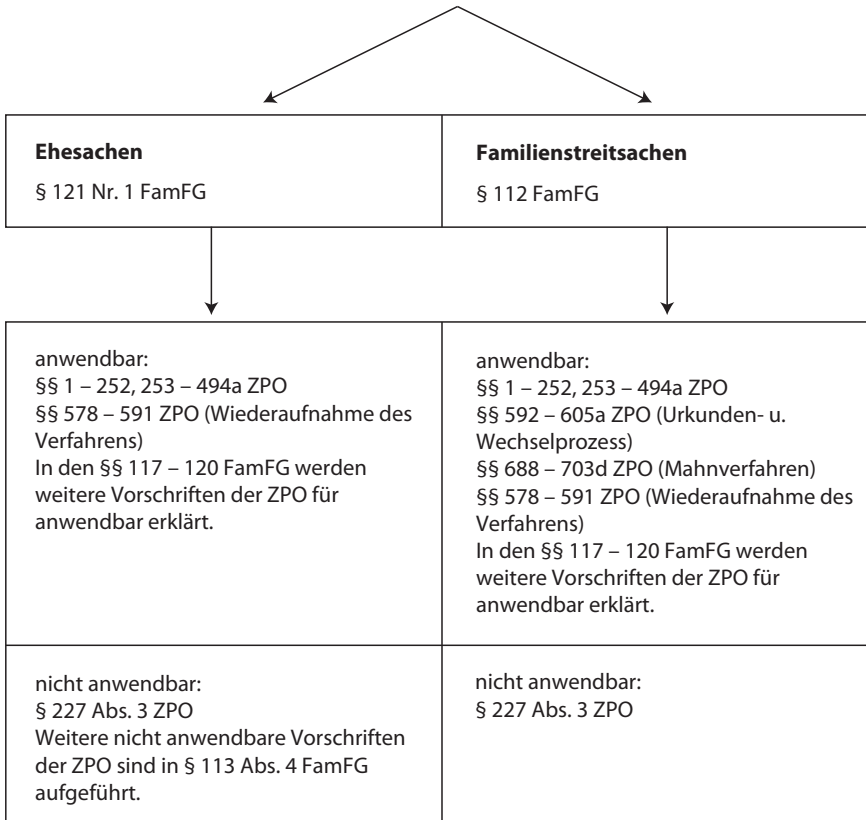 Ehesachen
§ 121 Nr. 1 FamFG
Familienstreitsachen
§ 112 FamFG
anwendbar:
§§ 1 – 252, 253 – 494a ZPO
§§ 578 – 591 ZPO (Wiederaufnahme des
Verfahrens)
In den §§ 117 – 120 FamFG werden
weitere Vorschriften der ZPO für
anwendbar erklärt.
anwendbar:
§§ 1 – 252, 253 – 494a ZPO
§§ 592 – 605a ZPO (Urkunden- u.
Wechselprozess)
§§ 688 – 703d ZPO (Mahnverfahren)
§§ 578 – 591 ZPO (Wiederaufnahme des
Verfahrens)
In den §§ 117 – 120 FamFG werden
weitere Vorschriften der ZPO für
anwendbar erklärt.
nicht anwendbar:
§ 227 Abs. 3 ZPO
Weitere nicht anwendbare Vorschriften
der ZPO sind in § 113 Abs. 4 FamFG
aufgeführt.
nicht anwendbar:
§ 227 Abs. 3 ZPO